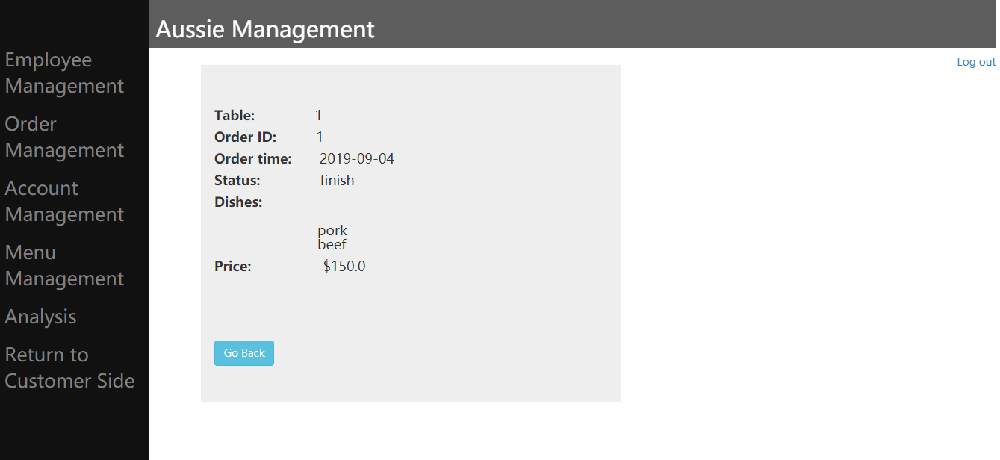 Aussie Management
Log out
Employee
Management
Order
Management
Account
Management
Menu
Management
Analysis
Return to
Customer Side
Table: 1
Order ID: 1
Order time: 2019-09-04
Status: finish
Dishes:
pork
beef
Price: $150.0
Go Back